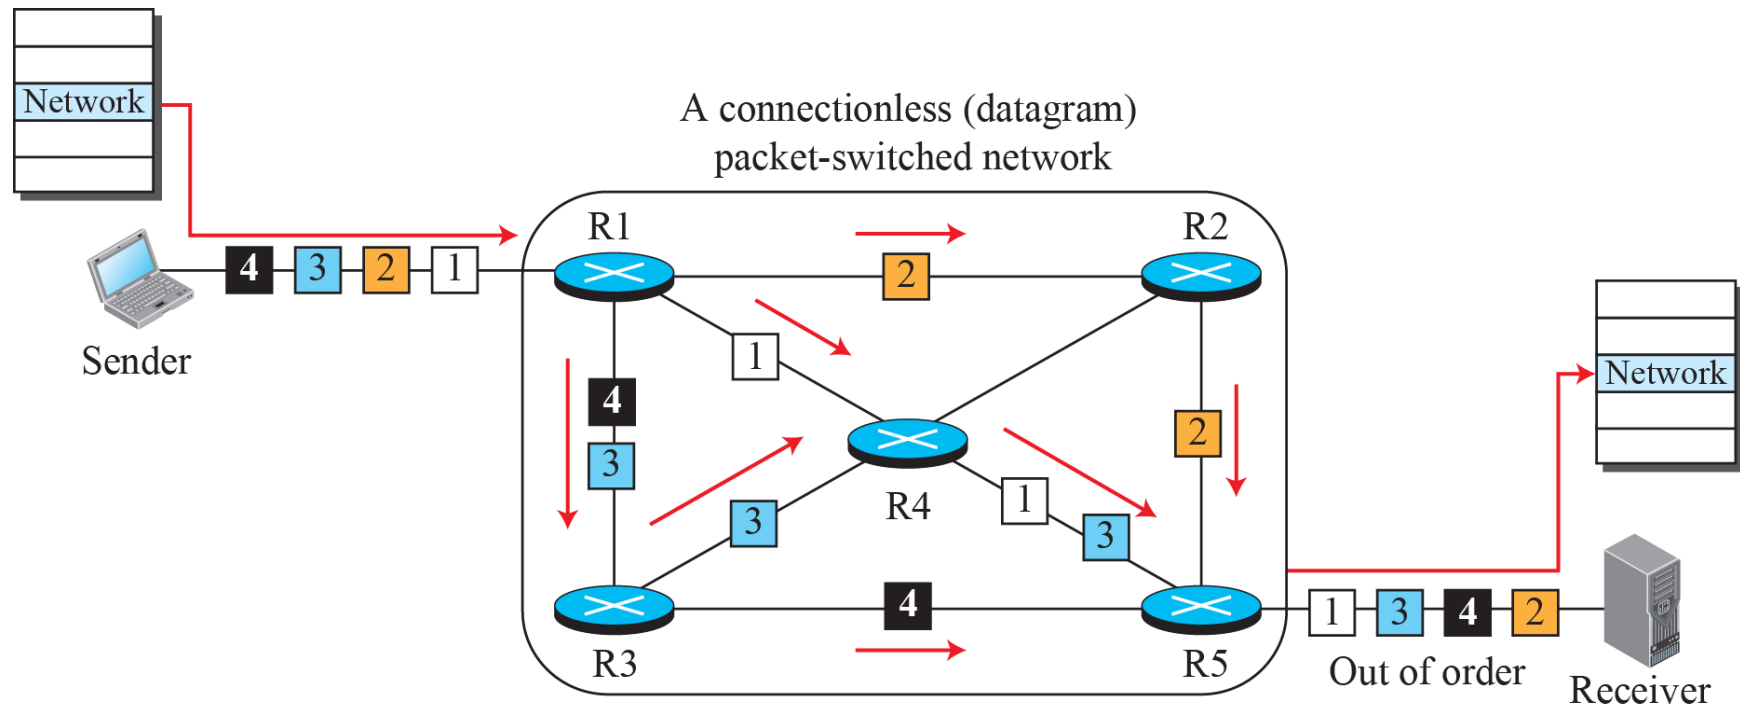 Network
A connectionless (datagram)
packet-switched network
R1
R2
4 3 2 1
2
Sender
1
4
3
2
Network
R4
3
1
3
4
R3
R5
1 3 4 2
Out of order
Receiver